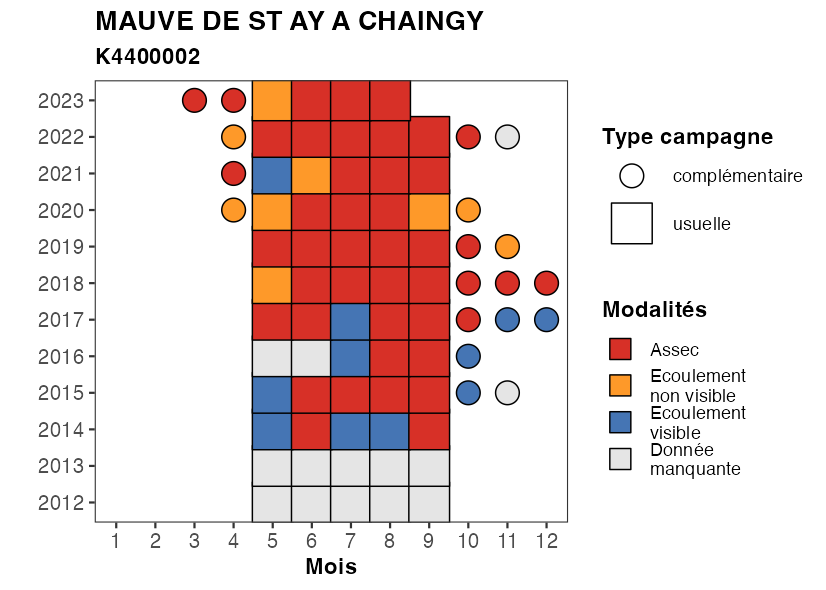 MAUVE DE ST AY A CHAINGY
K4400002
2023
2022
2021
2020
2019
2018
2017
2016
2015
2014
2013
2012
1 2 3 4 5 6 7 8 9 10 11 12
Mois
Type campagne
complémentaire
usuelle
Modalités
Assec
Ecoulement
non visible
Ecoulement
visible
Donnée
manquante